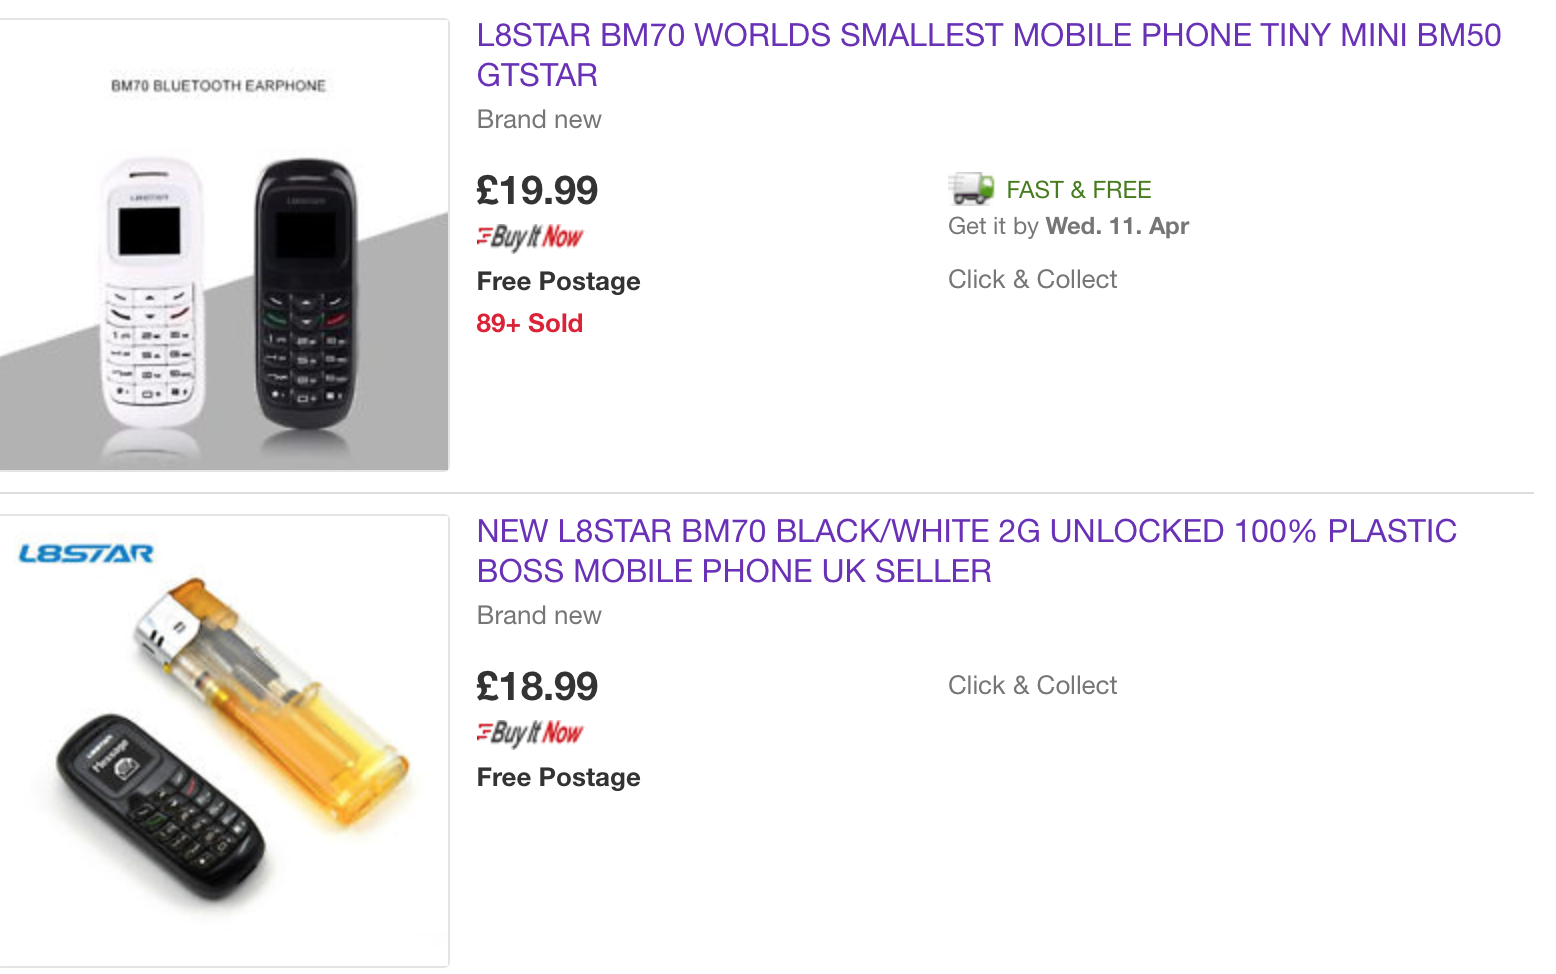 BM70 BLUETOOTH EARPHONE
L8STAR
L8STAR BM70 WORLDS SMALLEST MOBILE PHONE TINY MINI BM50
GTSTAR
Brand new
£19.99
Buy It Now
Free Postage
89+ Sold
FAST & FREE
Get it by Wed. 11. Apr
Click & Collect
L8STAR
L8STAR
Message
NEW L8STAR BM70 BLACK/WHITE 2G UNLOCKED 100% PLASTIC
BOSS MOBILE PHONE UK SELLER
Brand new
£18.99
Buy It Now
Free Postage
Click & Collect